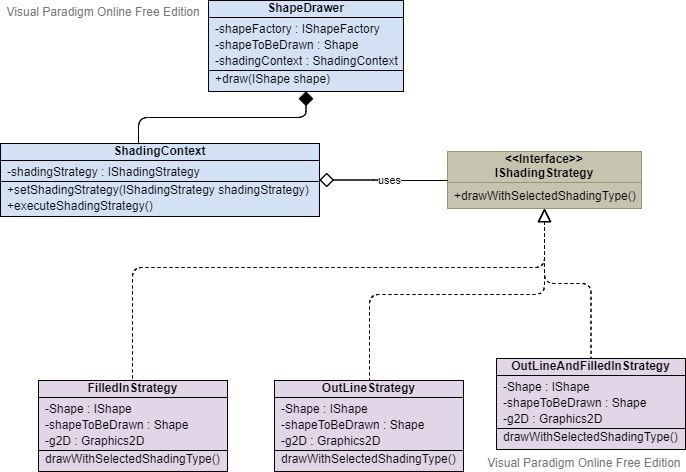 Visual Paradigm Online Free Edition
ShapeDrawer
-shapeFactory : IShapeFactory
-shapeToBeDrawn : Shape
-shadingContext : ShadingContext
+draw(IShape shape)
ShadingContext
-shadingStrategy : IShadingStrategy
+setShadingStrategy(IShadingStrategy shadingStrategy)
+executeShadingStrategy()
uses
<<Interface>>
IShadingStrategy
+drawWithSelectedShadingType()
FilledInStrategy
-Shape : IShape
-shapeToBeDrawn : Shape
-g2D : Graphics2D
drawWithSelectedShadingType()
OutLineStrategy
-Shape : IShape
-shapeToBeDrawn : Shape
-g2D : Graphics2D
drawWithSelectedShadingType()
OutLineAndFilledInStrategy
-Shape : IShape
-shapeToBeDrawn : Shape
-g2D : Graphics2D
drawWithSelectedShadingType()
Visual Paradigm Online Free Edition